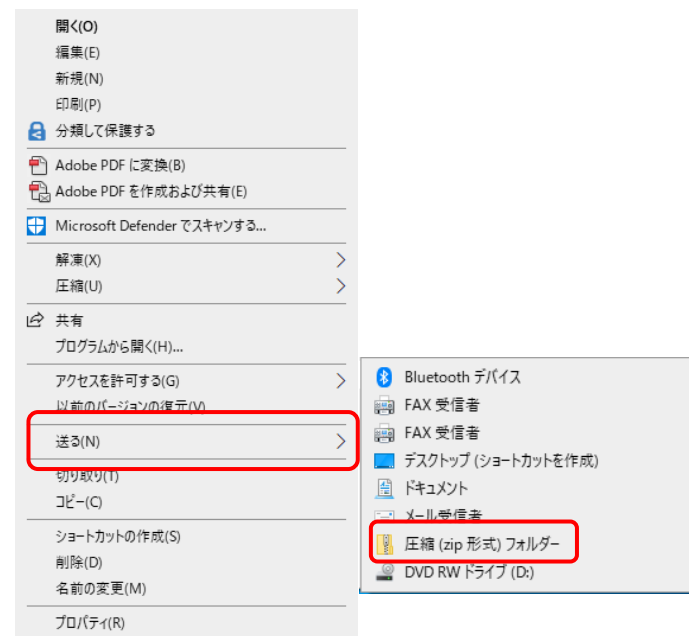 開く(O)
編集(E)
新規(N)
印刷(P)
分類して保護する
Adobe PDF に変換(B)
Adobe PDF を作成および共有(E)
Microsoft Defender でスキャンする...
解凍(X)
圧縮(U)
共有
プログラムから開く(H)...
アクセスを許可する(G)
以前のバージョンの復元(V)
送る(N)
切り取り(T)
コピー(C)
ショートカットの作成(S)
削除(D)
名前の変更(M)
プロパティ(R)
Bluetooth デバイス
FAX 受信者
FAX 受信者
デスクトップ (ショートカットを作成)
ドキュメント
メール受信者
圧縮 (zip 形式) フォルダー
DVD RW ドライブ (D:)